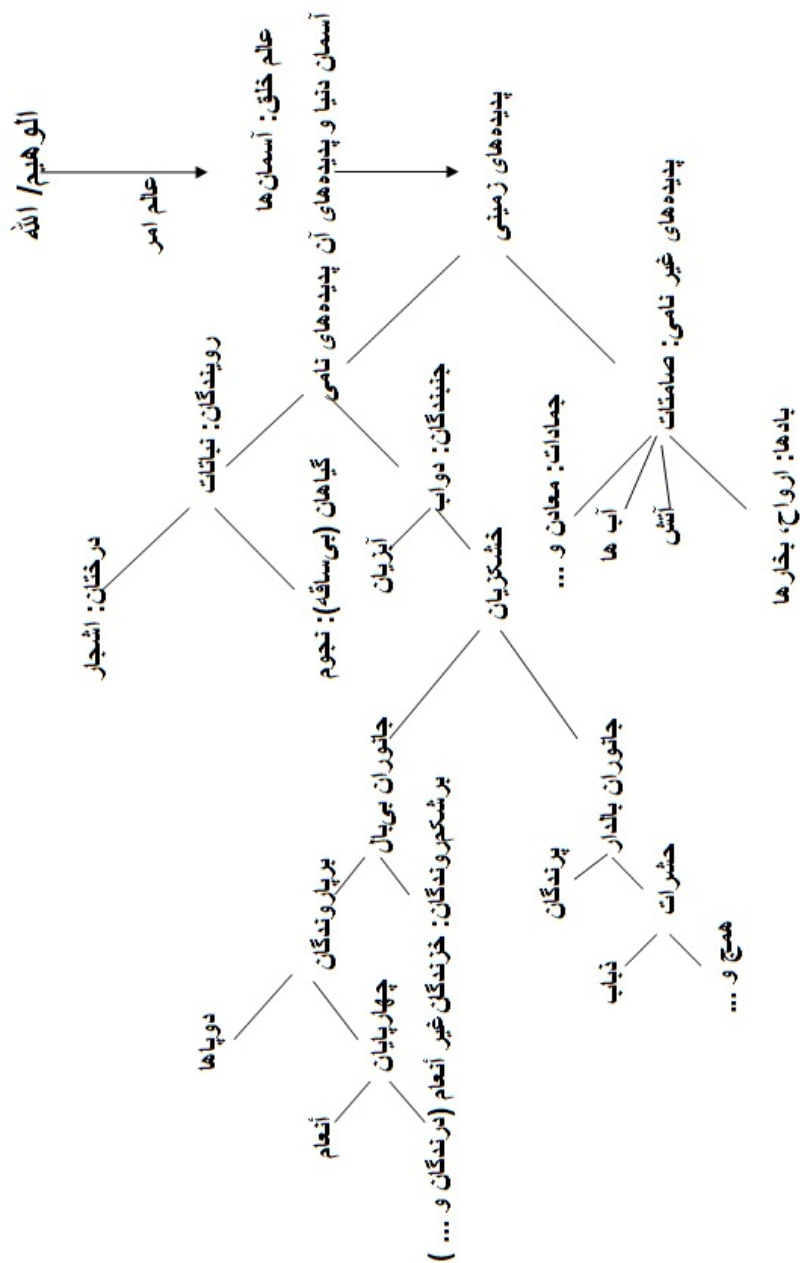 الوهیم/ الله
عالم امر
عالم خلق: آسمان‌ها
آسمان دنیا و پدیده‌های آن
پدیده‌های زمینی
پدیده‌های نامی
پدیده‌های غیر نامی: صامتات
رویندگان: نباتات
جنبندگان: دواب
جمادات: معادن و ...
آب ها
آتش
بادها: ارواح، بخارها
درختان: اشجار
گیاهان (بی‌ساقه): نجوم
آبزیان
خشکزیان
جانوران بی‌بال
جانوران بالدار
برپاروندگان
برشکم‌روندگان: خزندگان
پرندگان
حشرات
دوپاها
چهارپایان
ذباب
همج و ...
أنعام
غیر أنعام (درندگان و ... )